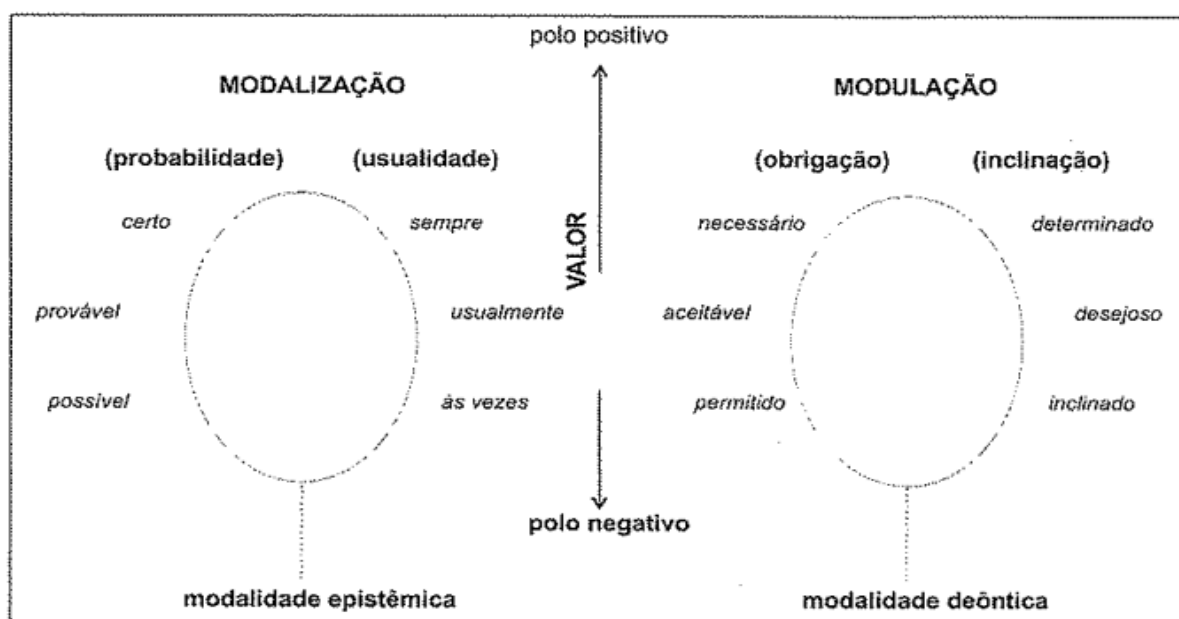 polo positivo
MODALIZAÇÃO
MODULAÇÃO
(probabilidade) (usualidade)
(obrigação) (inclinação)
certo
sempre
VALOR
necessário
determinado
provável
usualmente
aceitável
desejoso
possível
às vezes
permitido
inclinado
polo negativo
modalidade epistêmica
modalidade deôntica